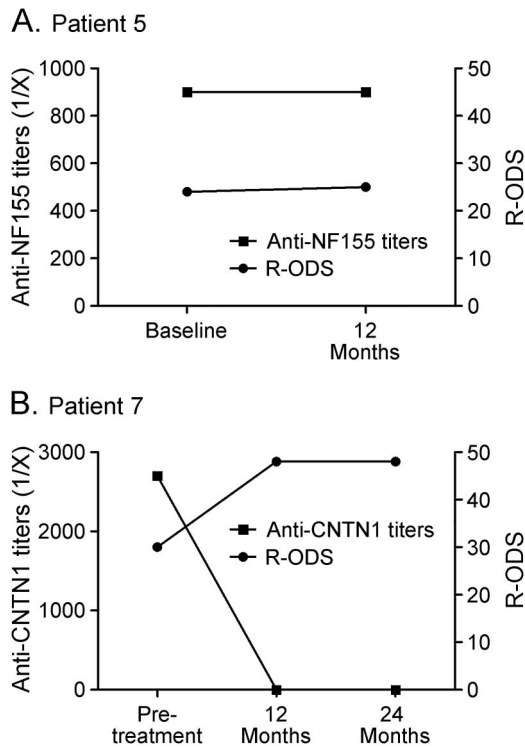 A. Patient 5
Anti-NF155 titers (1/X)
1000
800
600
400
200
0
50
40
30
20
10
0
R-ODS
Anti-NF155 titers
R-ODS
Baseline
12
Months
B. Patient 7
Anti-CNTN1 titers (1/X)
3000
2000
1000
0
50
40
30
20
10
0
R-ODS
Anti-CNTN1 titers
R-ODS
Pre-
treatment
12
Months
24
Months